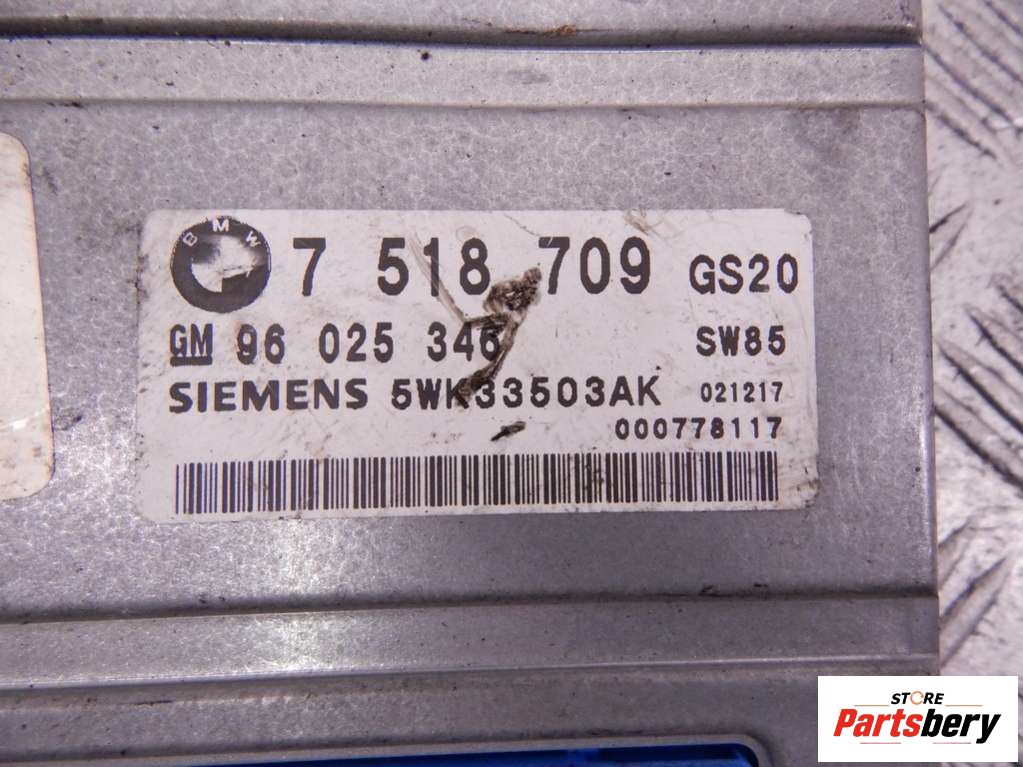 BMW 7 518 709 GS20
GM 96 025 346 SW85
SIEMENS 5WK33503AK 021217
000778117
STORE
Partsbery